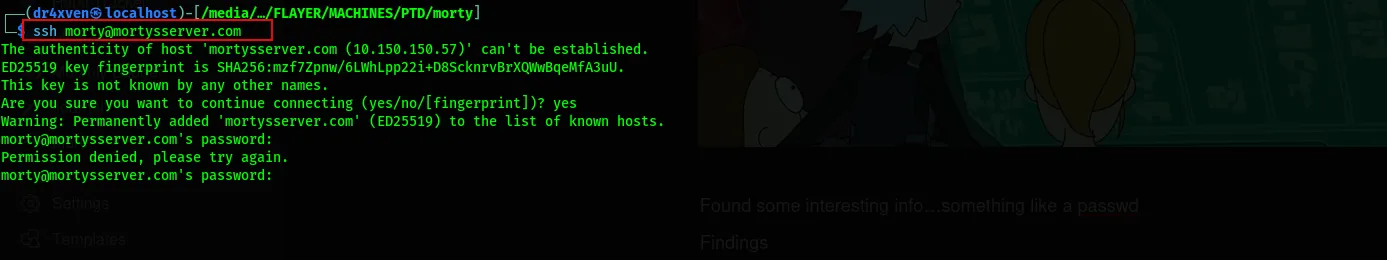 ┌──(dr4xven㉿localhost)-[/media/…/FLAYER/MACHINES/PTD/morty]
└─$ ssh morty@mortysserver.com
The authenticity of host 'mortysserver.com (10.150.150.57)' can't be established.
ED25519 key fingerprint is SHA256:mzf7Zpnw/6LWhLpp22i+D8ScknrvBrXQWwBqeMfA3uU.
This key is not known by any other names.
Are you sure you want to continue connecting (yes/no/[fingerprint])? yes
Warning: Permanently added 'mortysserver.com' (ED25519) to the list of known hosts.
morty@mortysserver.com's password:
Permission denied, please try again.
morty@mortysserver.com's password:
Settings
Templates
Found some interesting info...something like a passwd
Findings